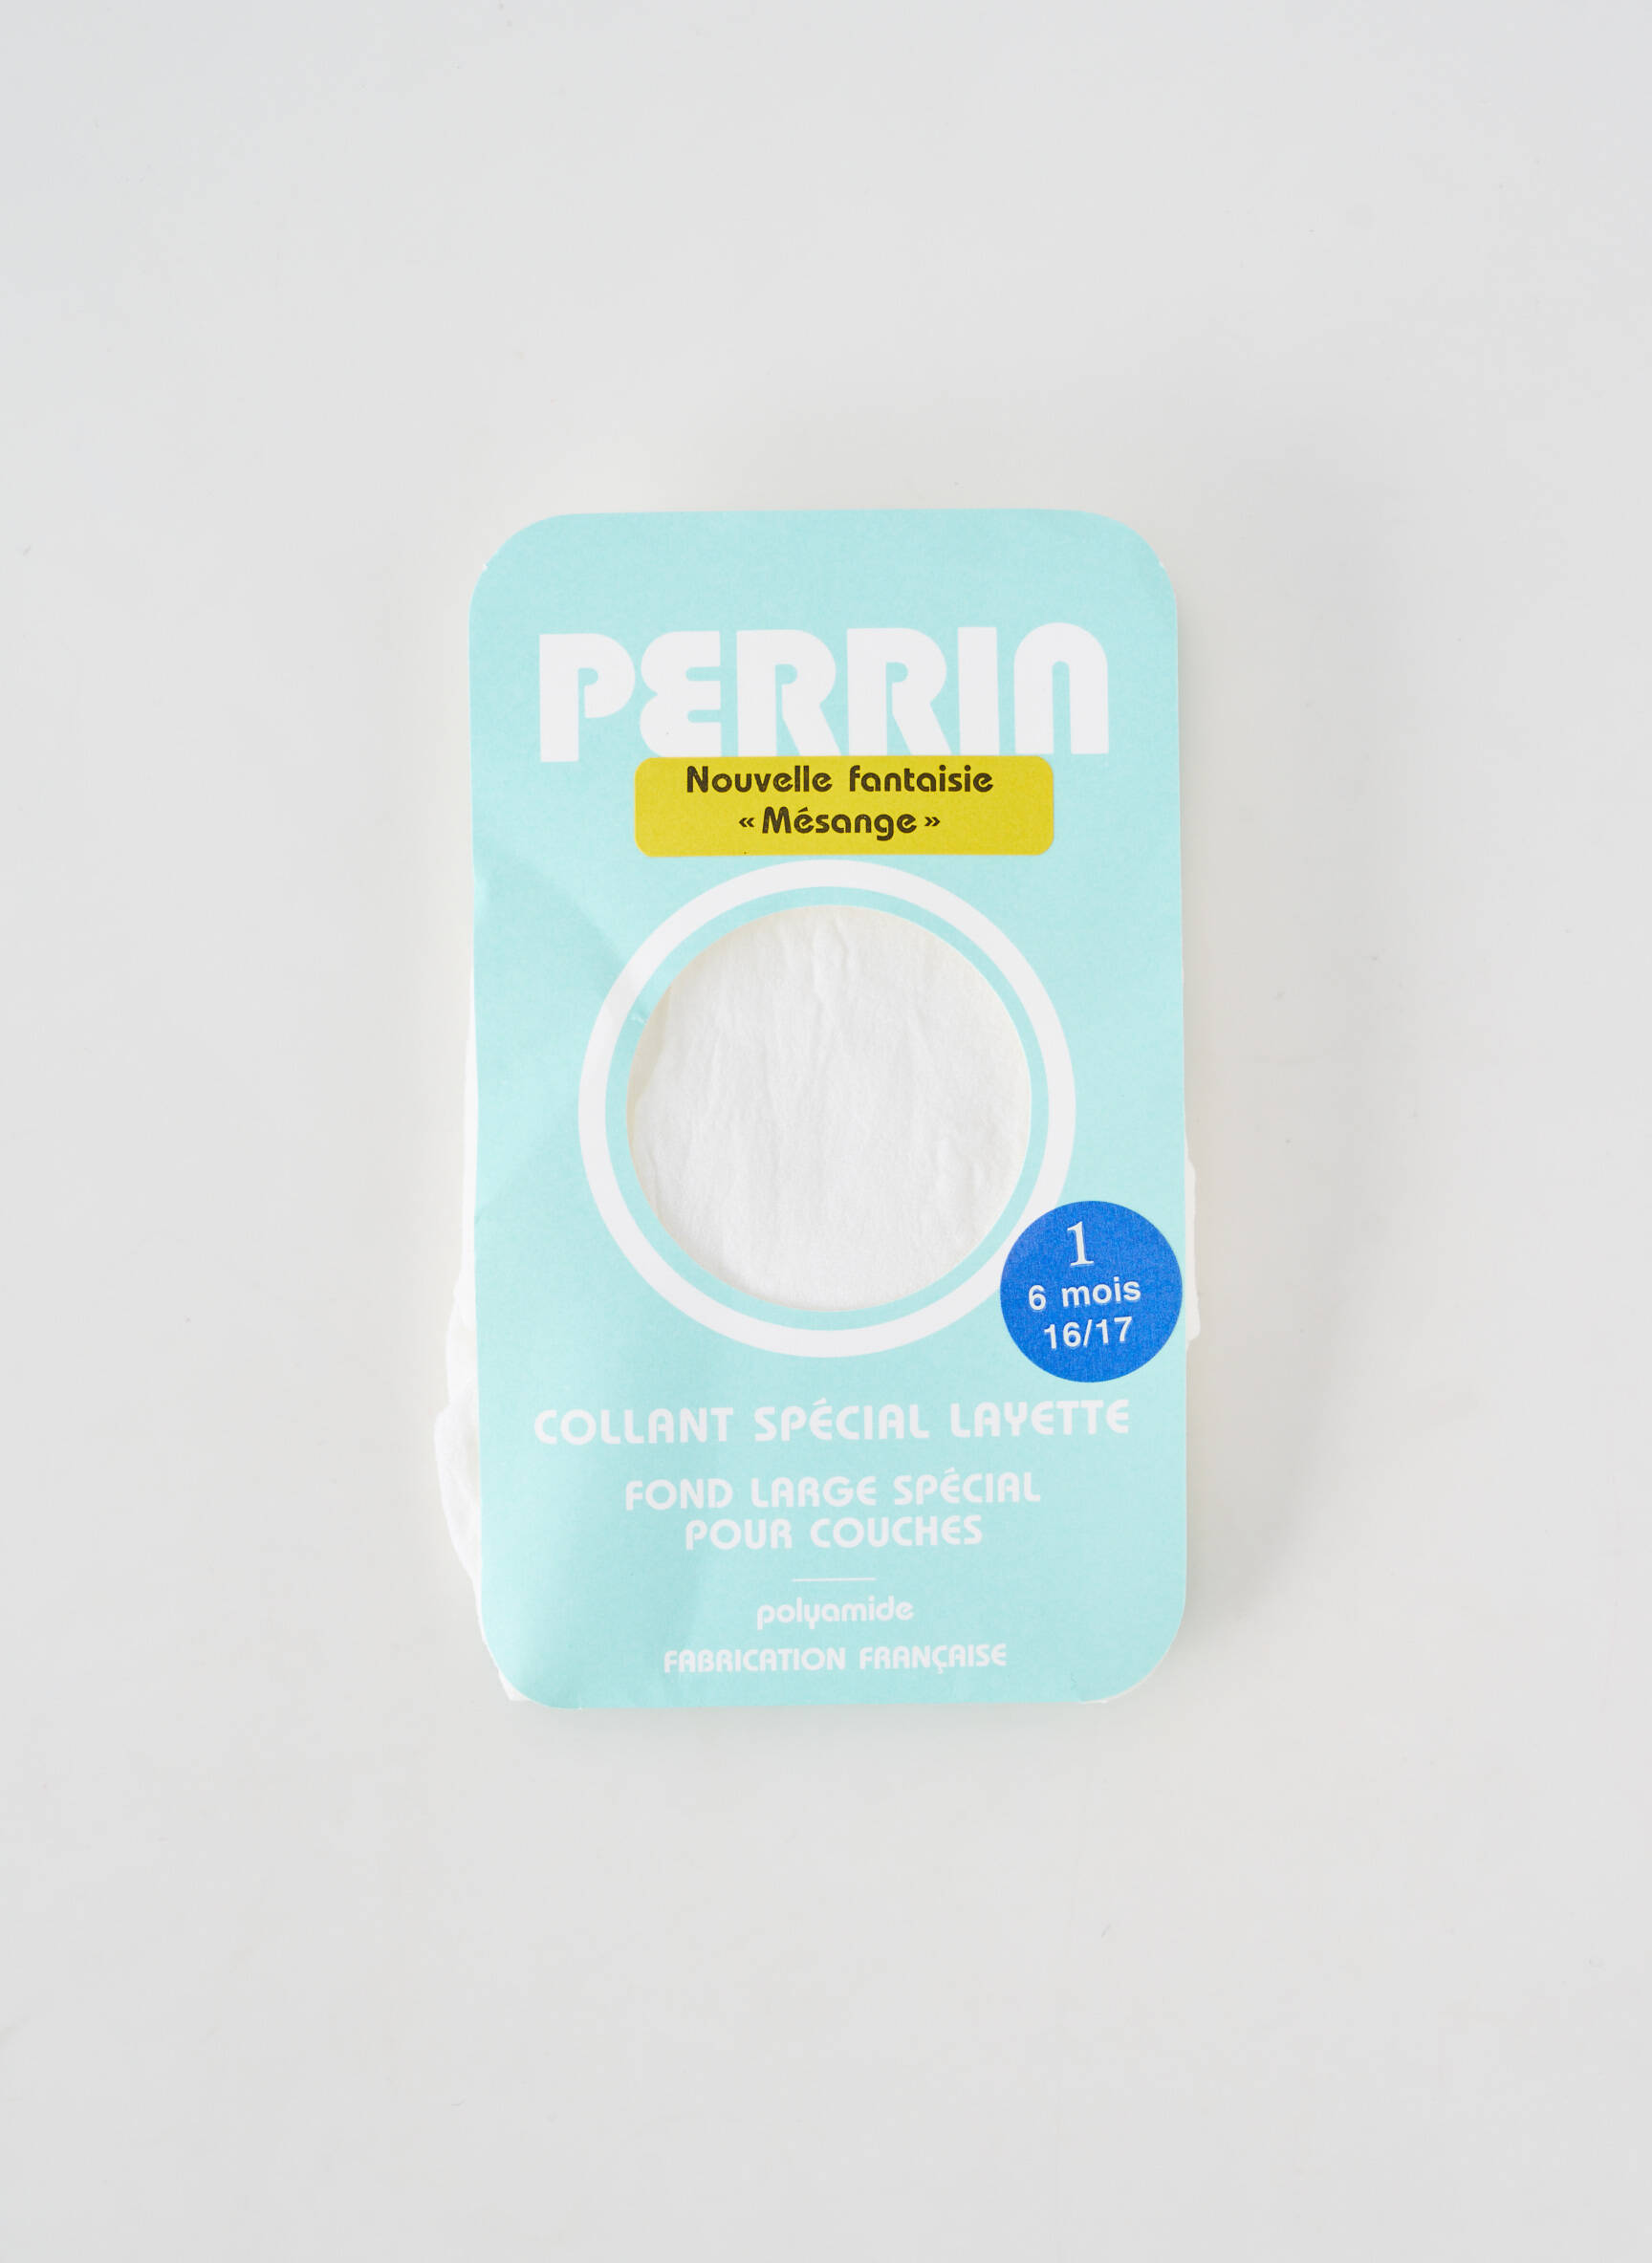 PERRIN
Nouvelle fantaisie
« Mésange »
1
6 mois
16/17
COLLANT SPÉCIAL LAYETTE
FOND LARGE SPÉCIAL
POUR COUCHES
polyamide
FABRICATION FRANÇAISE